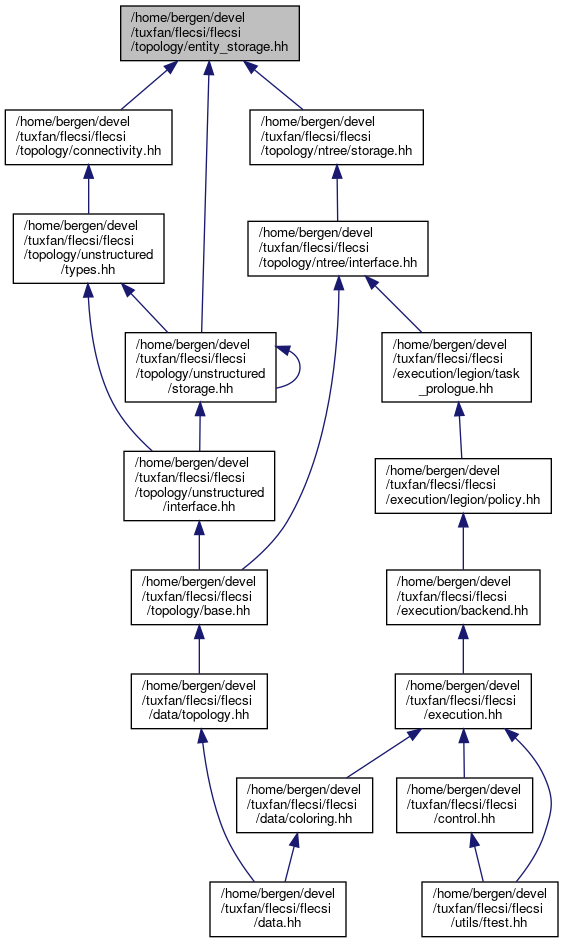 /home/bergen/devel
/tuxfan/flecsi/flecsi
/topology/entity_storage.hh
/home/bergen/devel
/tuxfan/flecsi/flecsi
/topology/connectivity.hh
/home/bergen/devel
/tuxfan/flecsi/flecsi
/topology/ntree/storage.hh
/home/bergen/devel
/tuxfan/flecsi/flecsi
/topology/unstructured
/types.hh
/home/bergen/devel
/tuxfan/flecsi/flecsi
/topology/ntree/interface.hh
/home/bergen/devel
/tuxfan/flecsi/flecsi
/topology/unstructured
/storage.hh
/home/bergen/devel
/tuxfan/flecsi/flecsi
/execution/legion/task
_prologue.hh
/home/bergen/devel
/tuxfan/flecsi/flecsi
/topology/unstructured
/interface.hh
/home/bergen/devel
/tuxfan/flecsi/flecsi
/execution/legion/policy.hh
/home/bergen/devel
/tuxfan/flecsi/flecsi
/topology/base.hh
/home/bergen/devel
/tuxfan/flecsi/flecsi
/execution/backend.hh
/home/bergen/devel
/tuxfan/flecsi/flecsi
/data/topology.hh
/home/bergen/devel
/tuxfan/flecsi/flecsi
/execution.hh
/home/bergen/devel
/tuxfan/flecsi/flecsi
/data/coloring.hh
/home/bergen/devel
/tuxfan/flecsi/flecsi
/control.hh
/home/bergen/devel
/tuxfan/flecsi/flecsi
/data.hh
/home/bergen/devel
/tuxfan/flecsi/flecsi
/utils/ftest.hh